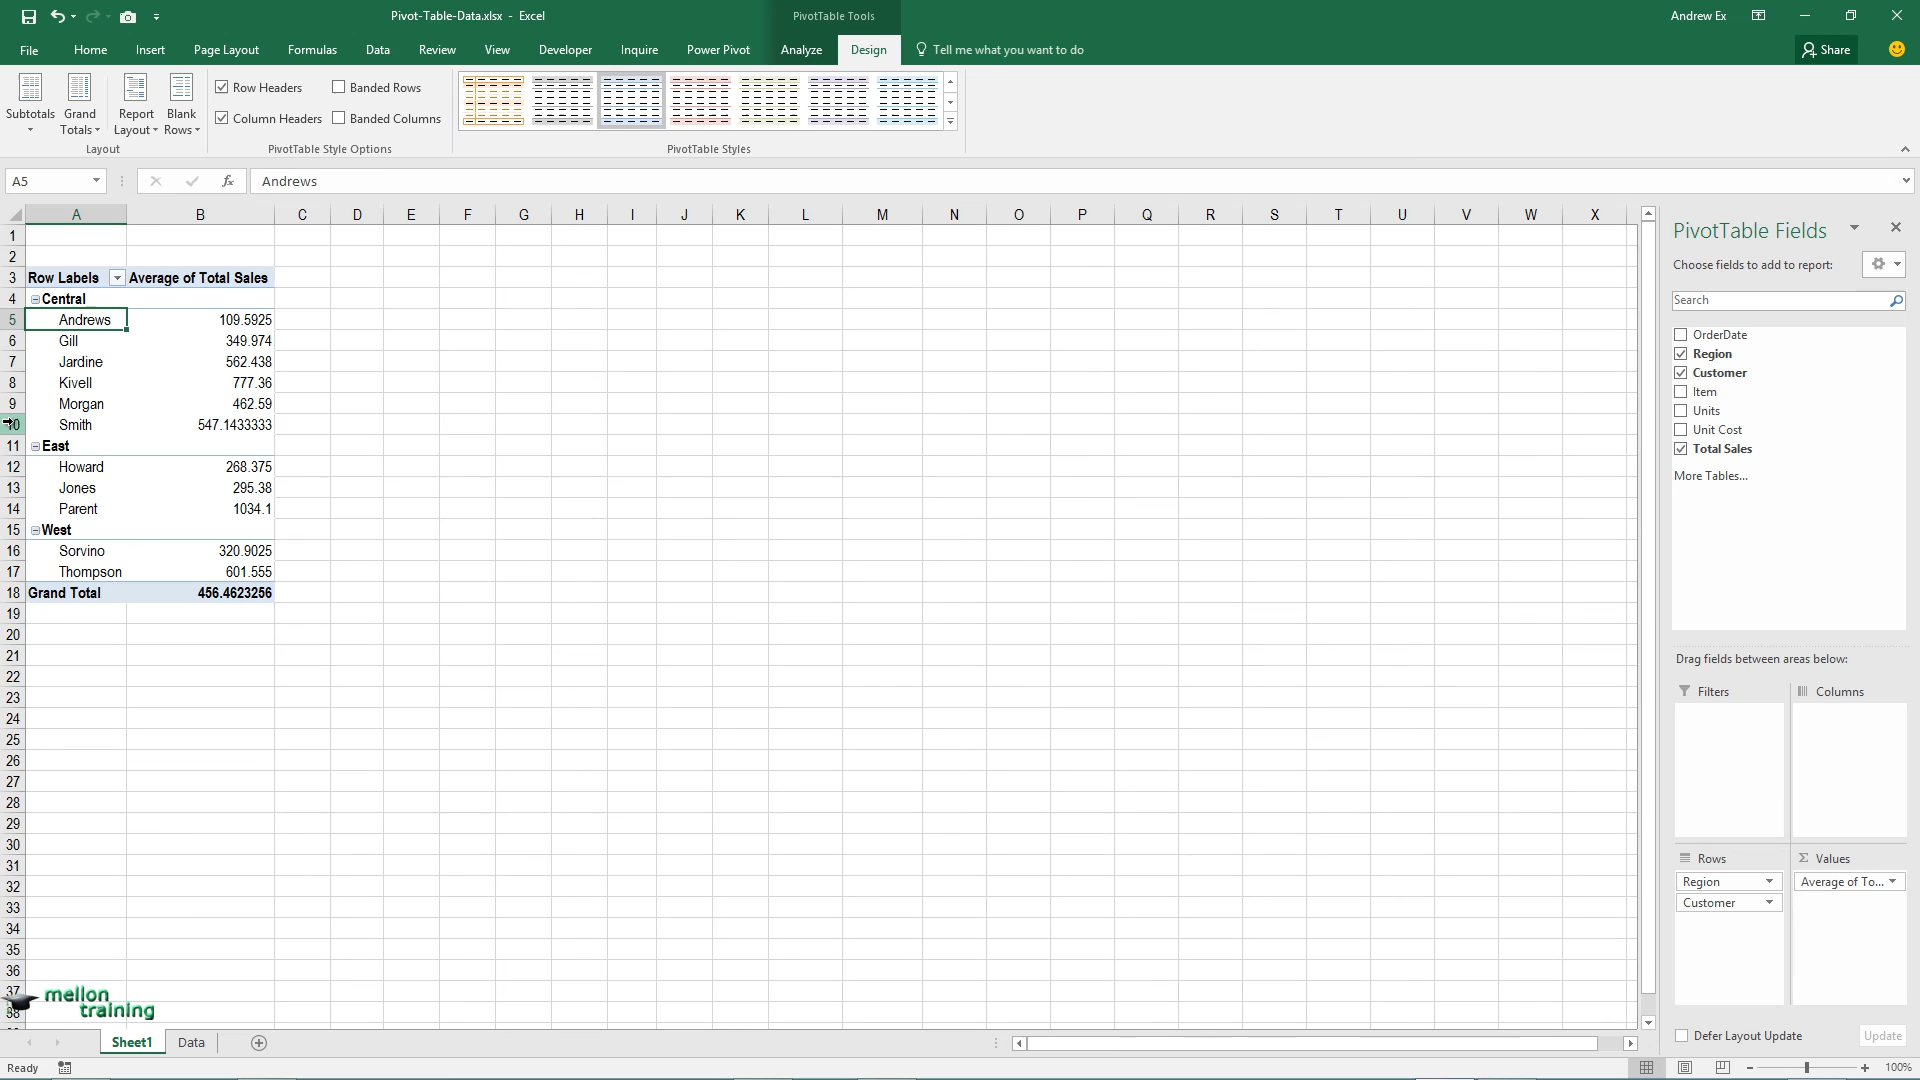 Pivot-Table-Data.xlsx - Excel
PivotTable Tools
Andrew Ex
File Home Insert Page Layout Formulas Data Review View Developer Inquire Power Pivot Analyze Design Tell me what you want to do Share
Subtotals
Grand Totals
Report Layout
Blank Rows
Row Headers
Banded Rows
Column Headers
Banded Columns
Layout
PivotTable Style Options
PivotTable Styles
A5
fx
Andrews
A B C D E F G H I J K L M N O P Q R S T U V W X
1
2
3 Row Labels Average of Total Sales
4 Central
5 Andrews 109.5925
6 Gill 349.974
7 Jardine 562.438
8 Kivell 777.36
9 Morgan 462.59
10 Smith 547.1433333
11 East
12 Howard 268.375
13 Jones 295.38
14 Parent 1034.1
15 West
16 Sorvino 320.9025
17 Thompson 601.555
18 Grand Total 456.4623256
19
20
21
22
23
24
25
26
27
28
29
30
31
32
33
34
35
36
37
38
mellon
training
Sheet1 Data
Ready
100%
PivotTable Fields
Choose fields to add to report:
Search
OrderDate
Region
Customer
Item
Units
Unit Cost
Total Sales
More Tables...
Drag fields between areas below:
Filters
Columns
Rows
Σ Values
Region
Average of To...
Customer
Defer Layout Update
Update